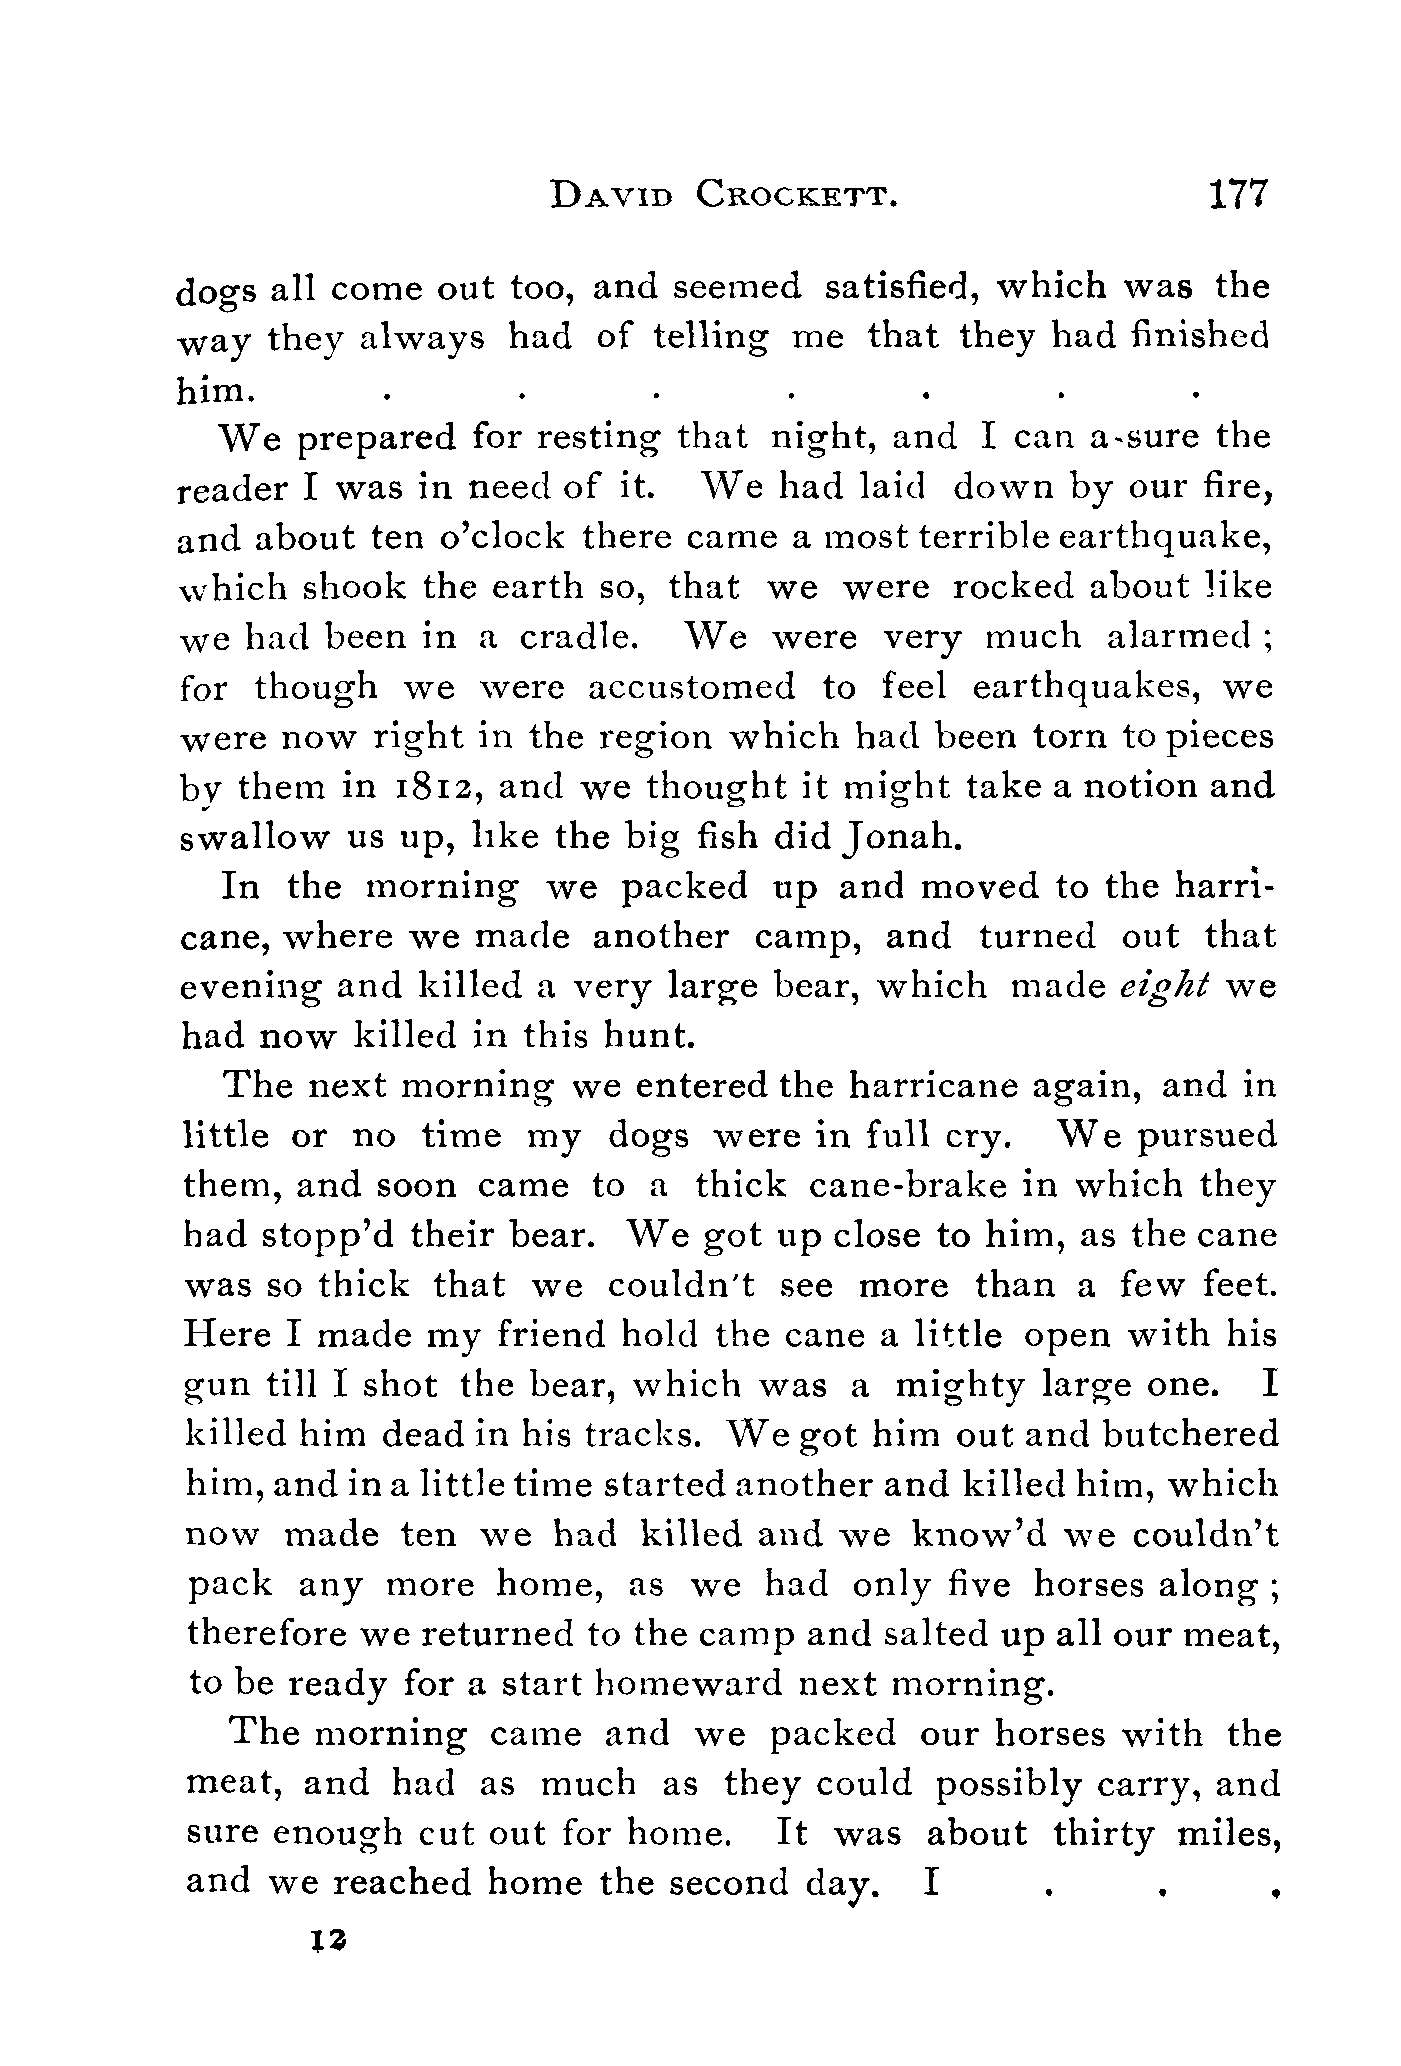 DAVID CROCKETT. 177
dogs all come out too, and seemed satisfied, which was the
way they always had of telling me that they had finished
him. . . . . . . .
We prepared for resting that night, and I can a-sure the
reader I was in need of it. We had laid down by our fire,
and about ten o’clock there came a most terrible earthquake,
which shook the earth so, that we were rocked about like
we had been in a cradle. We were very much alarmed ;
for though we were accustomed to feel earthquakes, we
were now right in the region which had been torn to pieces
by them in 1812, and we thought it might take a notion and
swallow us up, like the big fish did Jonah.
In the morning we packed up and moved to the harri-
cane, where we made another camp, and turned out that
evening and killed a very large bear, which made eight we
had now killed in this hunt.
The next morning we entered the harricane again, and in
little or no time my dogs were in full cry. We pursued
them, and soon came to a thick cane-brake in which they
had stopp’d their bear. We got up close to him, as the cane
was so thick that we couldn't see more than a few feet.
Here I made my friend hold the cane a little open with his
gun till I shot the bear, which was a mighty large one. I
killed him dead in his tracks. We got him out and butchered
him, and in a little time started another and killed him, which
now made ten we had killed and we know’d we couldn’t
pack any more home, as we had only five horses along ;
therefore we returned to the camp and salted up all our meat,
to be ready for a start homeward next morning.
The morning came and we packed our horses with the
meat, and had as much as they could possibly carry, and
sure enough cut out for home. It was about thirty miles,
and we reached home the second day. I . . .
12